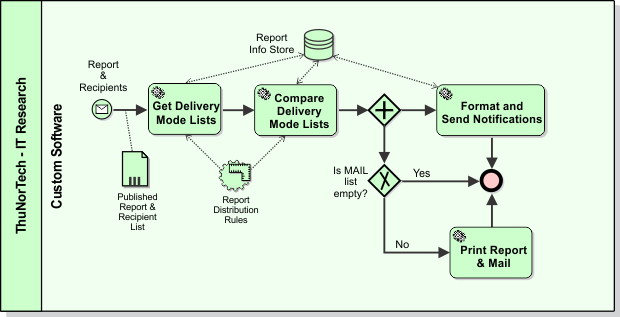 ThuNorTech - IT Research
Custom Software
Report
&
Recipients
Published
Report &
Recipient
List
Get Delivery
Mode Lists
Report
Info Store
Compare
Delivery
Mode Lists
Report
Distribution
Rules
Format and
Send Notifications
Is MAIL
list
empty?
Yes
No
Print Report
& Mail